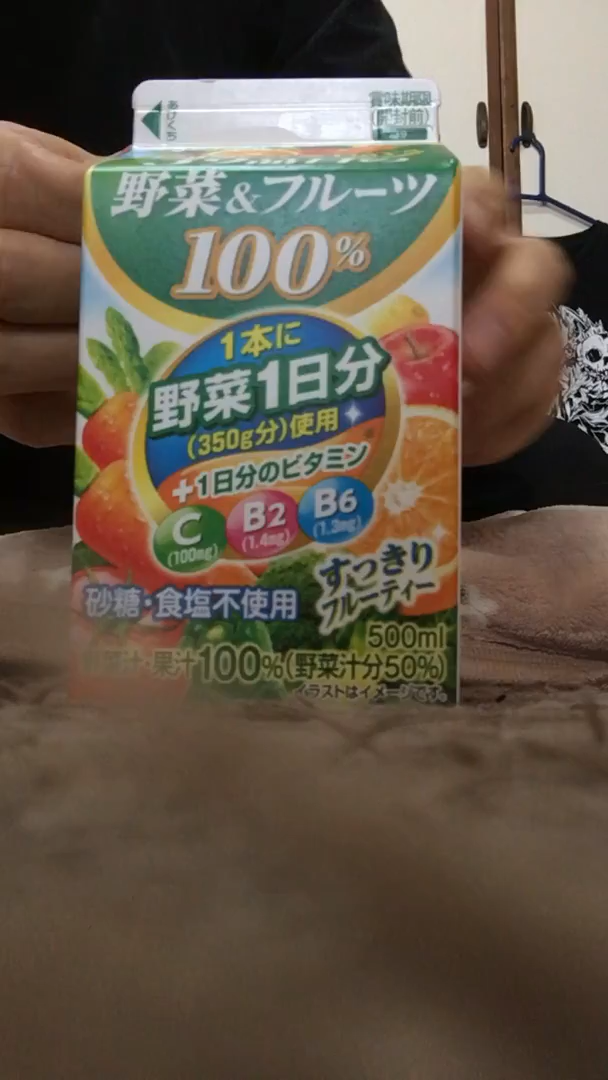 あけくち
賞味期限
(開封前)
野菜&フルーツ
100%
1本に
野菜1日分
(350g分)使用
+1日分のビタミン
C
(100mg)
B2
(1.4mg)
B6
(1.3mg)
すっきり
フルーティー
砂糖・食塩不使用
500ml
野菜汁・果汁100%(野菜汁分50%)
イラストはイメージです。